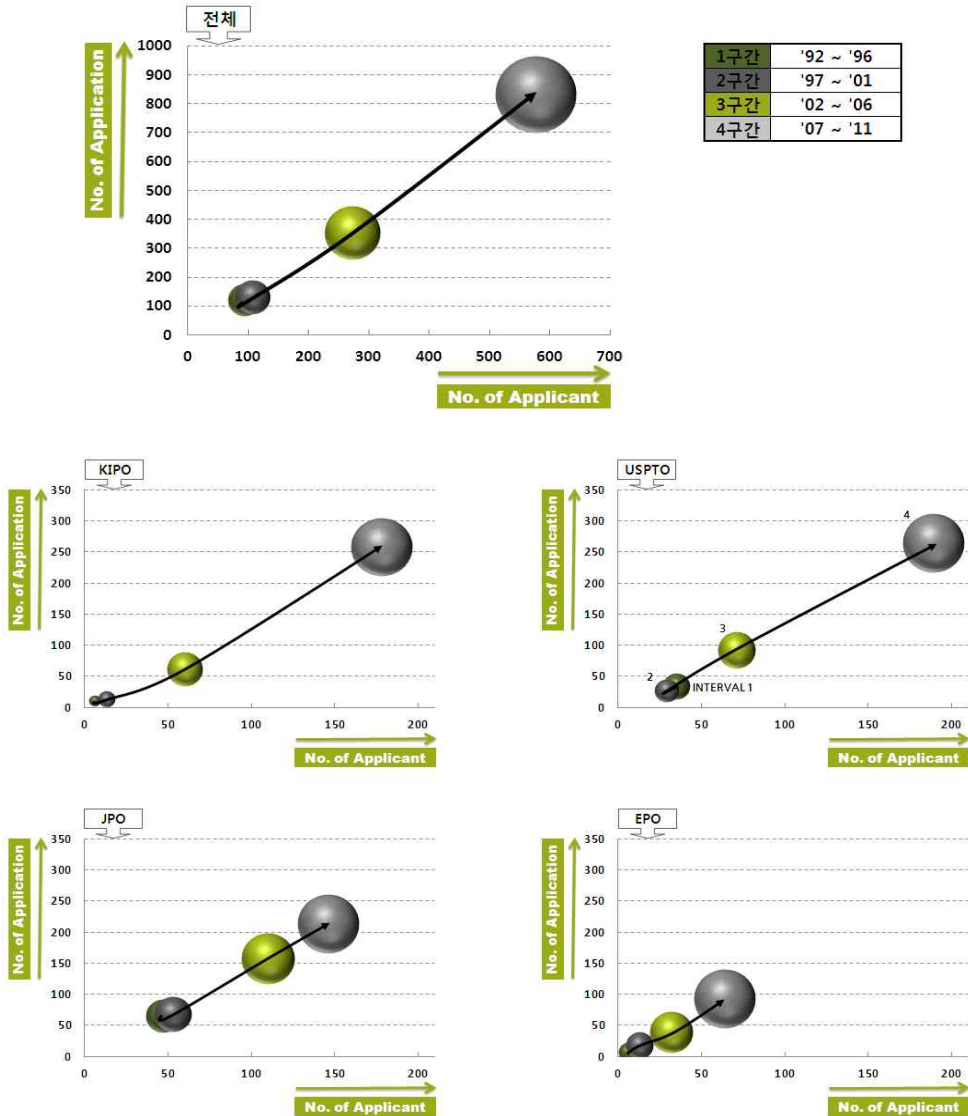 전체
No. of Application
1000
900
800
700
600
500
400
300
200
100
0
0 100 200 300 400 500 600 700
No. of Applicant
1구간 '92 ~ '96
2구간 '97 ~ '01
3구간 '02 ~ '06
4구간 '07 ~ '11
KIPO
No. of Application
350
300
250
200
150
100
50
0
0 50 100 150 200
No. of Applicant
USPTO
No. of Application
350
300
250
200
150
100
50
0
4
3
2
INTERVAL 1
0 50 100 150 200
No. of Applicant
JPO
No. of Application
350
300
250
200
150
100
50
0
0 50 100 150 200
No. of Applicant
EPO
No. of Application
350
300
250
200
150
100
50
0
0 50 100 150 200
No. of Applicant